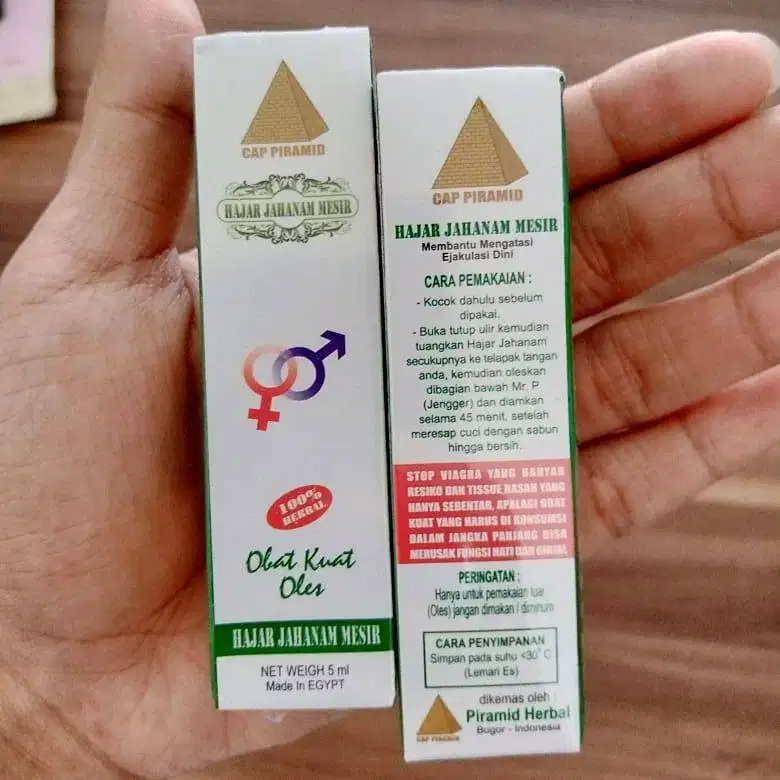 CAP PIRAMID
HAJAR JAHANAM MESIR
100%
HERBAL
Obat Kuat
Oles
HAJAR JAHANAM MESIR
NET WEIGH 5 ml
Made In EGYPT
CAP PIRAMID
HAJAR JAHANAM MESIR
Membantu Mengatasi
Ejakulasi Dini
CARA PEMAKAIAN :
- Kocok dahulu sebelum
dipakai.
- Buka tutup ulir kemudian
tuangkan Hajar Jahanam
secukupnya ke telapak tangan
anda, kemudian oleskan
dibagian bawah Mr. P
(Jengger) dan diamkan
selama 45 menit, setelah
meresap cuci dengan sabun
hingga bersih.
STOP VIAGRA YANG BANYAK
RESIKO DAN TISSUE BASAH YANG
HANYA SEBENTAR, APALAGI OBAT
KUAT YANG HARUS DI KONSUMSI
DALAM JANGKA PANJANG BISA
MERUSAK FUNGSI HATI DAN GINJAL
PERINGATAN :
Hanya untuk pemakaian luar
(Oles) jangan dimakan / diminum
CARA PENYIMPANAN
Simpan pada suhu <30° C
(Lemari Es)
dikemas oleh :
Piramid Herbal
Bogor - Indonesia
CAP PIRAMID